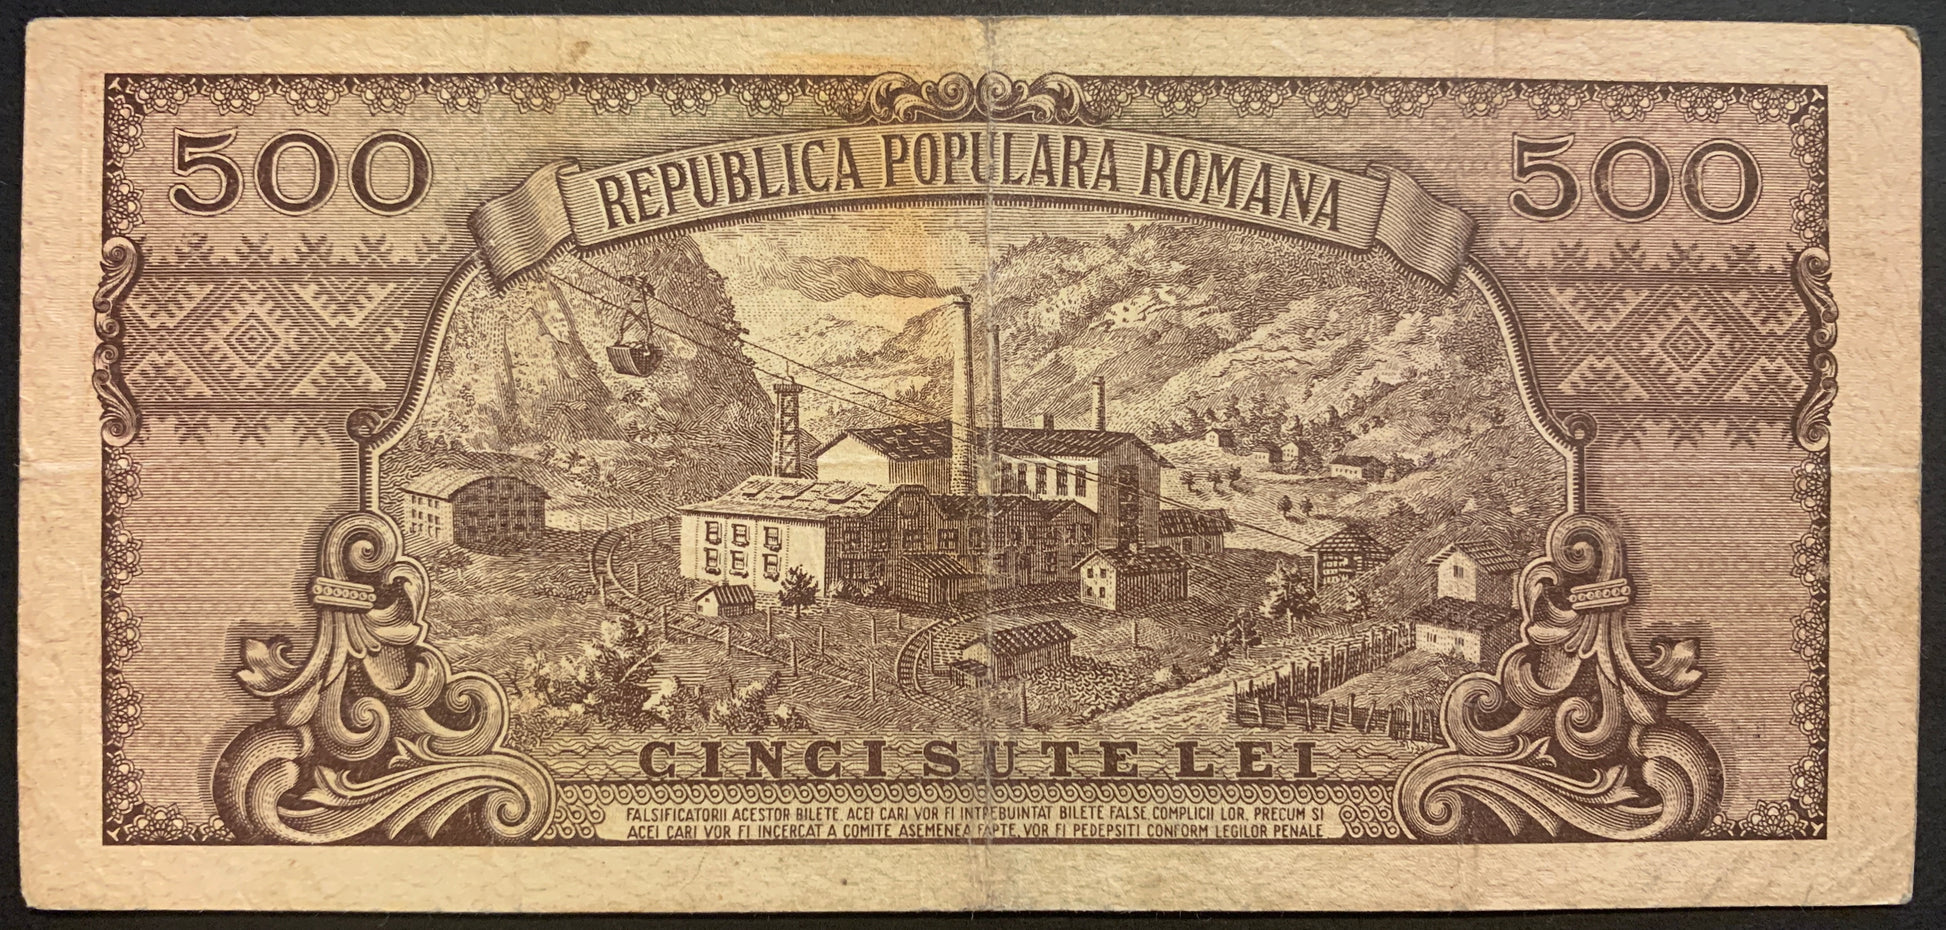 500
REPUBLICA POPULARA ROMANA
500
CINCI SUTE LEI
FALSIFICATORII ACESTOR BILETE, ACEI CARI VOR FI INTREBUINTAT BILETE FALSE, COMPLICII LOR, PRECUM SI
ACEI CARI VOR FI INCERCAT A COMITE ASEMENEA FAPTE, VOR FI PEDEPSITI CONFORM LEGILOR PENALE